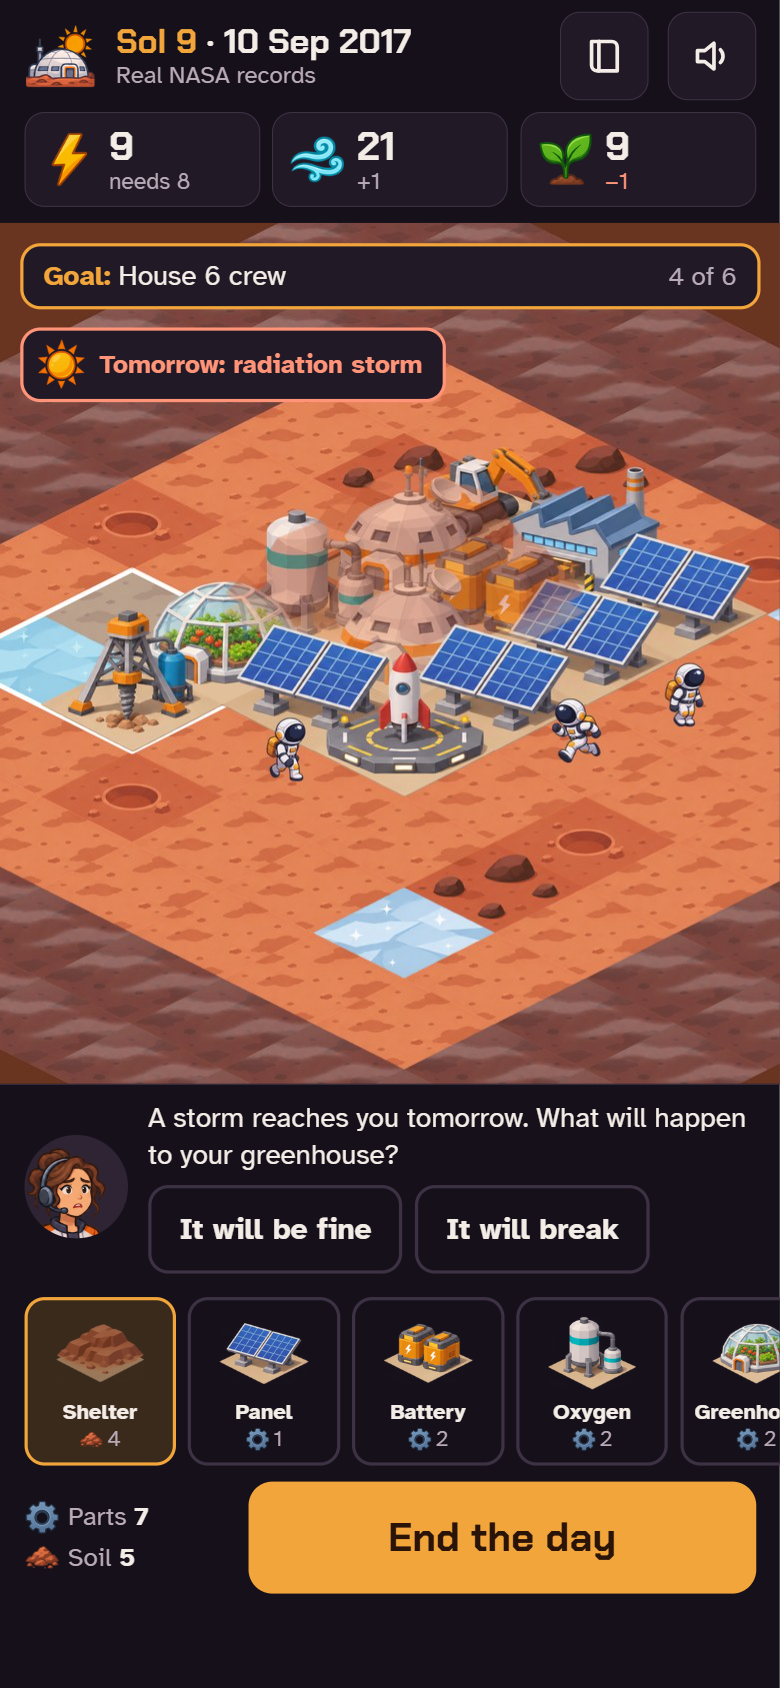 Sol 9 · 10 Sep 2017
Real NASA records
9
needs 8
21
+1
9
−1
Goal: House 6 crew
4 of 6
Tomorrow: radiation storm
A storm reaches you tomorrow. What will happen
to your greenhouse?
It will be fine
It will break
Shelter
4
Panel
1
Battery
2
Oxygen
2
Greenho
2
Parts 7
Soil 5
End the day